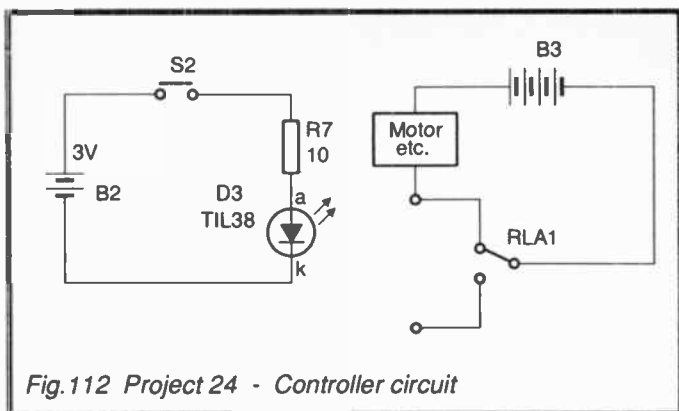 S2
3V
B2
R7
10
D3
TIL38
a
k
B3
Motor
etc.
RLA1
Fig.112 Project 24 - Controller circuit